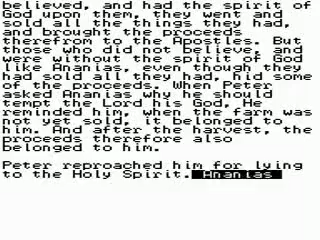 believed, and had the spirit of
God upon them, they went and
sold all the things they had,
and brought the proceeds
therefrom to the Apostles. But
those who did not believe, and
were without the spirit of God
like Ananias, even though they
had sold all they had, hid some
of the proceeds. When Peter
asked Ananias why he should
tempt the Lord his God, He
reminded him, when the farm was
not yet sold, it belonged to
him. And after the harvest, the
proceeds therefore also
belonged to him.
Peter reproached him for lying
to the Holy Spirit. Ananias